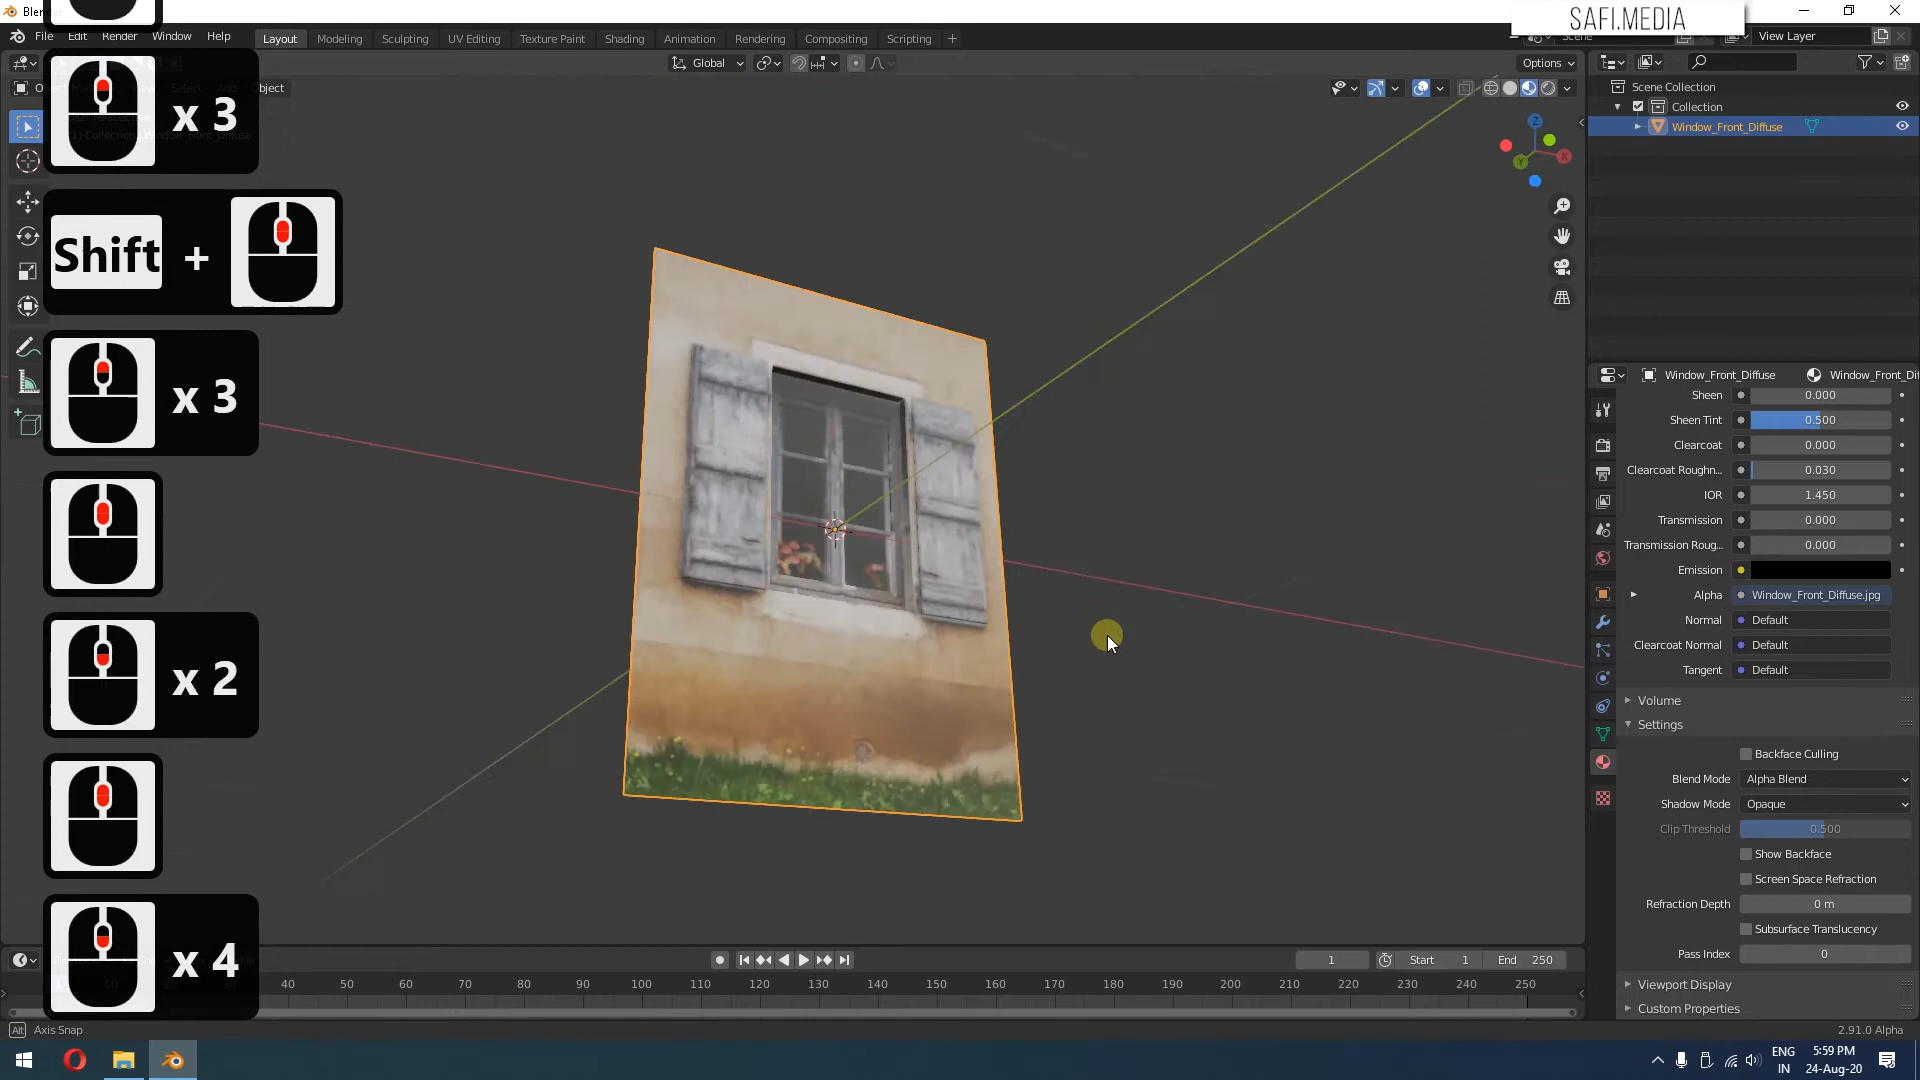 Blender
SAFI.MEDIA
File Edit Render Window Help
Layout Modeling Sculpting UV Editing Texture Paint Shading Animation Rendering Compositing Scripting +
Scene View Layer
Global
Options
Object
Scene Collection
Collection
Window_Front_Diffuse
x 3
Shift +
x 3
x 2
x 4
Z
X
Y
Window_Front_Diffuse Window_Front_Di
Sheen 0.000
Sheen Tint 0.500
Clearcoat 0.000
Clearcoat Roughn... 0.030
IOR 1.450
Transmission 0.000
Transmission Roug... 0.000
Emission
Alpha Window_Front_Diffuse.jpg
Normal Default
Clearcoat Normal Default
Tangent Default
Volume
Settings
Backface Culling
Blend Mode Alpha Blend
Shadow Mode Opaque
Clip Threshold 0.500
Show Backface
Screen Space Refraction
Refraction Depth 0 m
Subsurface Translucency
Pass Index 0
Viewport Display
Custom Properties
1 Start 1 End 250
40 50 60 70 80 90 100 110 120 130 140 150 160 170 180 190 200 210 220 230 240 250
Alt Axis Snap
2.91.0 Alpha
ENG
IN
5:59 PM
24-Aug-20